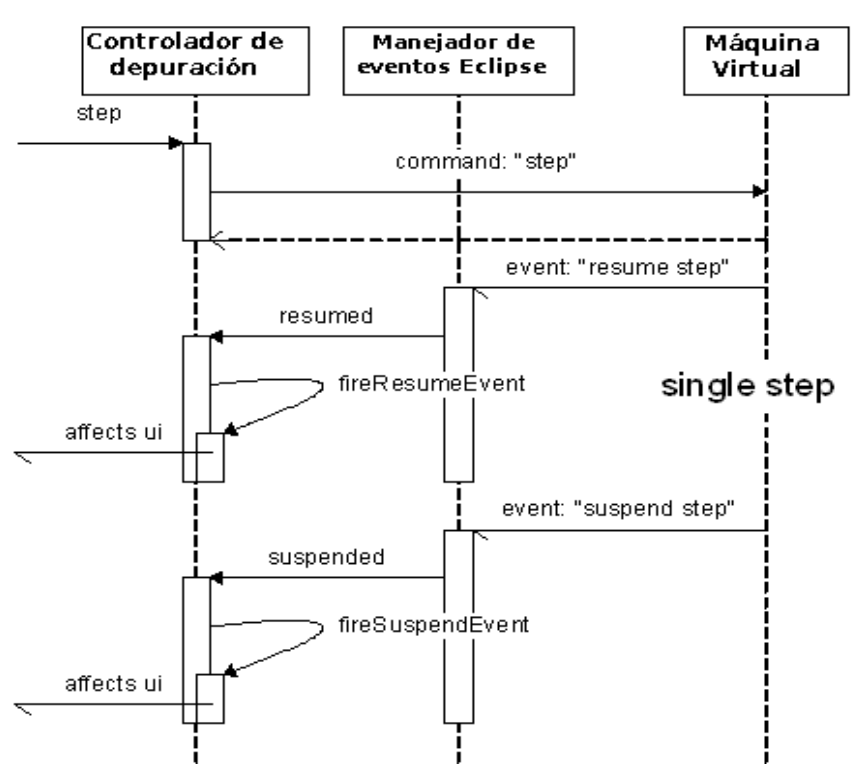 Controlador de
depuración
Manejador de
eventos Eclipse
Máquina
Virtual
step
command: "step"
event: "resume step"
resumed
fireResumeEvent
single step
affects ui
event: "suspend step"
suspended
fireSuspendEvent
affects ui